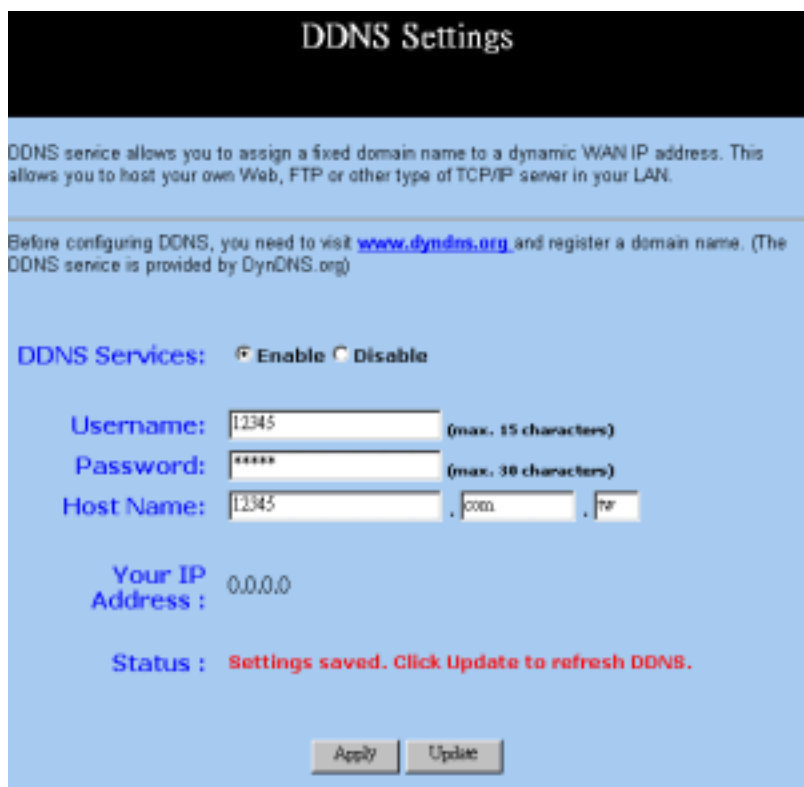 DDNS Settings
DDNS service allows you to assign a fixed domain name to a dynamic WAN IP address. This
allows you to host your own Web, FTP or other type of TCP/IP server in your LAN.
Before configuring DDNS, you need to visit www.dyndns.org and register a domain name. (The
DDNS service is provided by DynDNS.org)
DDNS Services: Enable Disable
Username: 12345 (max. 15 characters)
Password: ***** (max. 30 characters)
Host Name: 12345 . com . tw
Your IP
Address : 0.0.0.0
Status : Settings saved. Click Update to refresh DDNS.
Apply Update